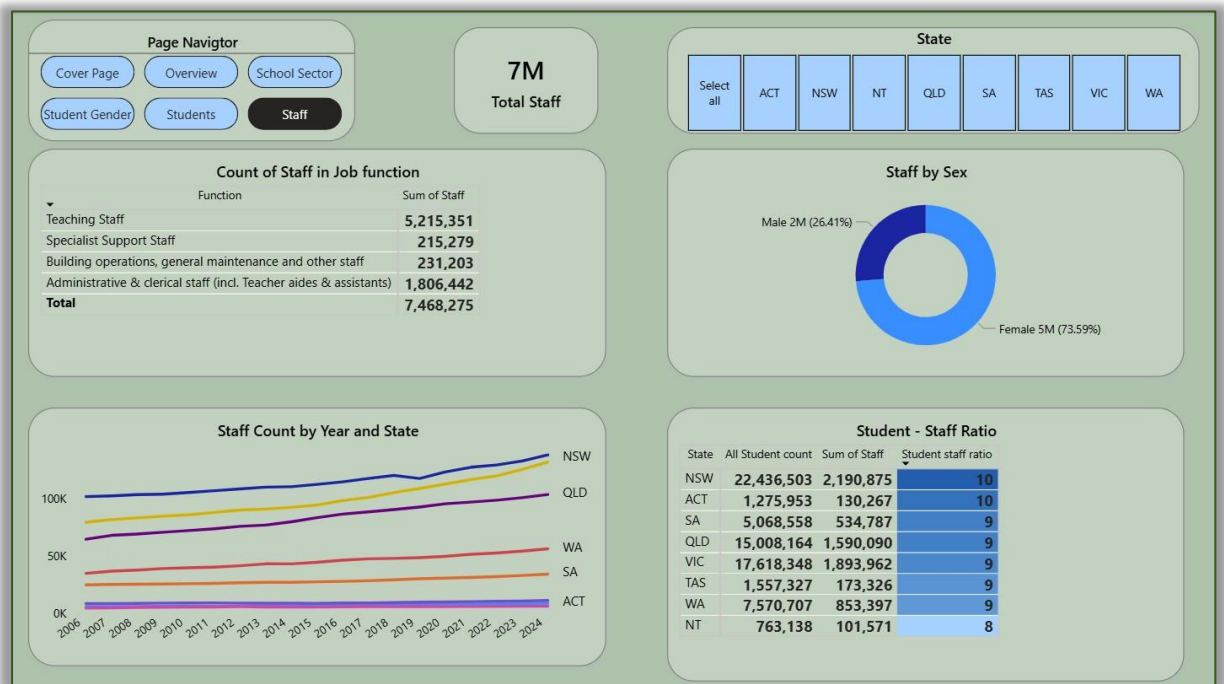 Page Navigtor
Cover Page Overview School Sector
Student Gender Students Staff
7M
Total Staff
State
Select all ACT NSW NT QLD SA TAS VIC WA
Count of Staff in Job function
Function Sum of Staff
Teaching Staff 5,215,351
Specialist Support Staff 215,279
Building operations, general maintenance and other staff 231,203
Administrative & clerical staff (incl. Teacher aides & assistants) 1,806,442
Total 7,468,275
Staff by Sex
Male 2M (26.41%)
Female 5M (73.59%)
Staff Count by Year and State
NSW
QLD
100K
50K
WA
SA
ACT
0K
2006 2007 2008 2009 2010 2011 2012 2013 2014 2015 2016 2017 2018 2019 2020 2021 2022 2023 2024
Student - Staff Ratio
State All Student count Sum of Staff Student staff ratio
NSW 22,436,503 2,190,875 10
ACT 1,275,953 130,267 10
SA 5,068,558 534,787 9
QLD 15,008,164 1,590,090 9
VIC 17,618,348 1,893,962 9
TAS 1,557,327 173,326 9
WA 7,570,707 853,397 9
NT 763,138 101,571 8